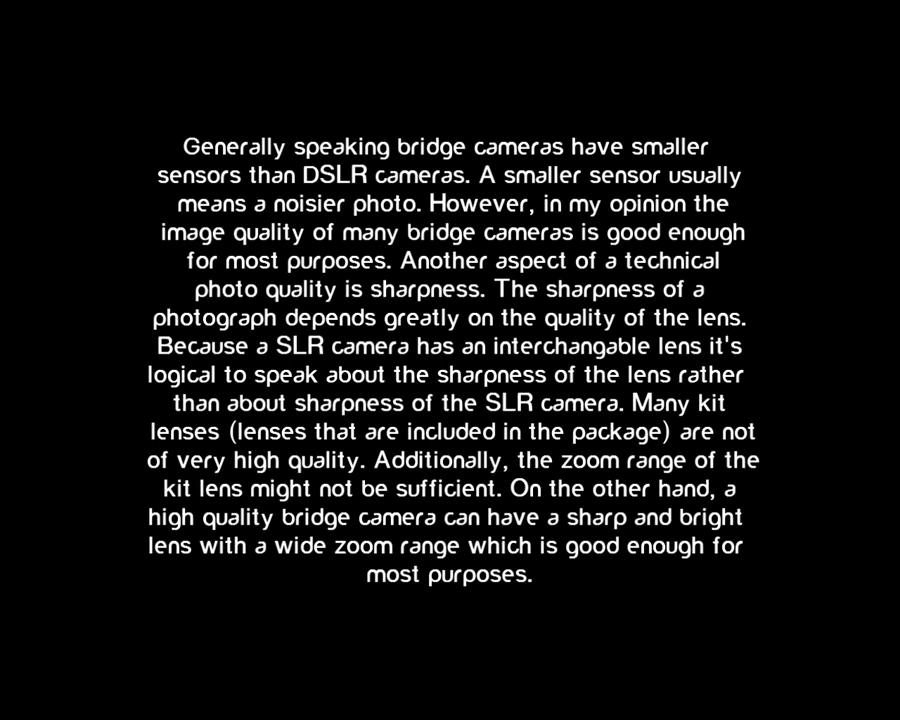 Generally speaking bridge cameras have smaller
sensors than DSLR cameras. A smaller sensor usually
means a noisier photo. However, in my opinion the
image quality of many bridge cameras is good enough
for most purposes. Another aspect of a technical
photo quality is sharpness. The sharpness of a
photograph depends greatly on the quality of the lens.
Because a SLR camera has an interchangable lens it's
logical to speak about the sharpness of the lens rather
than about sharpness of the SLR camera. Many kit
lenses (lenses that are included in the package) are not
of very high quality. Additionally, the zoom range of the
kit lens might not be sufficient. On the other hand, a
high quality bridge camera can have a sharp and bright
lens with a wide zoom range which is good enough for
most purposes.